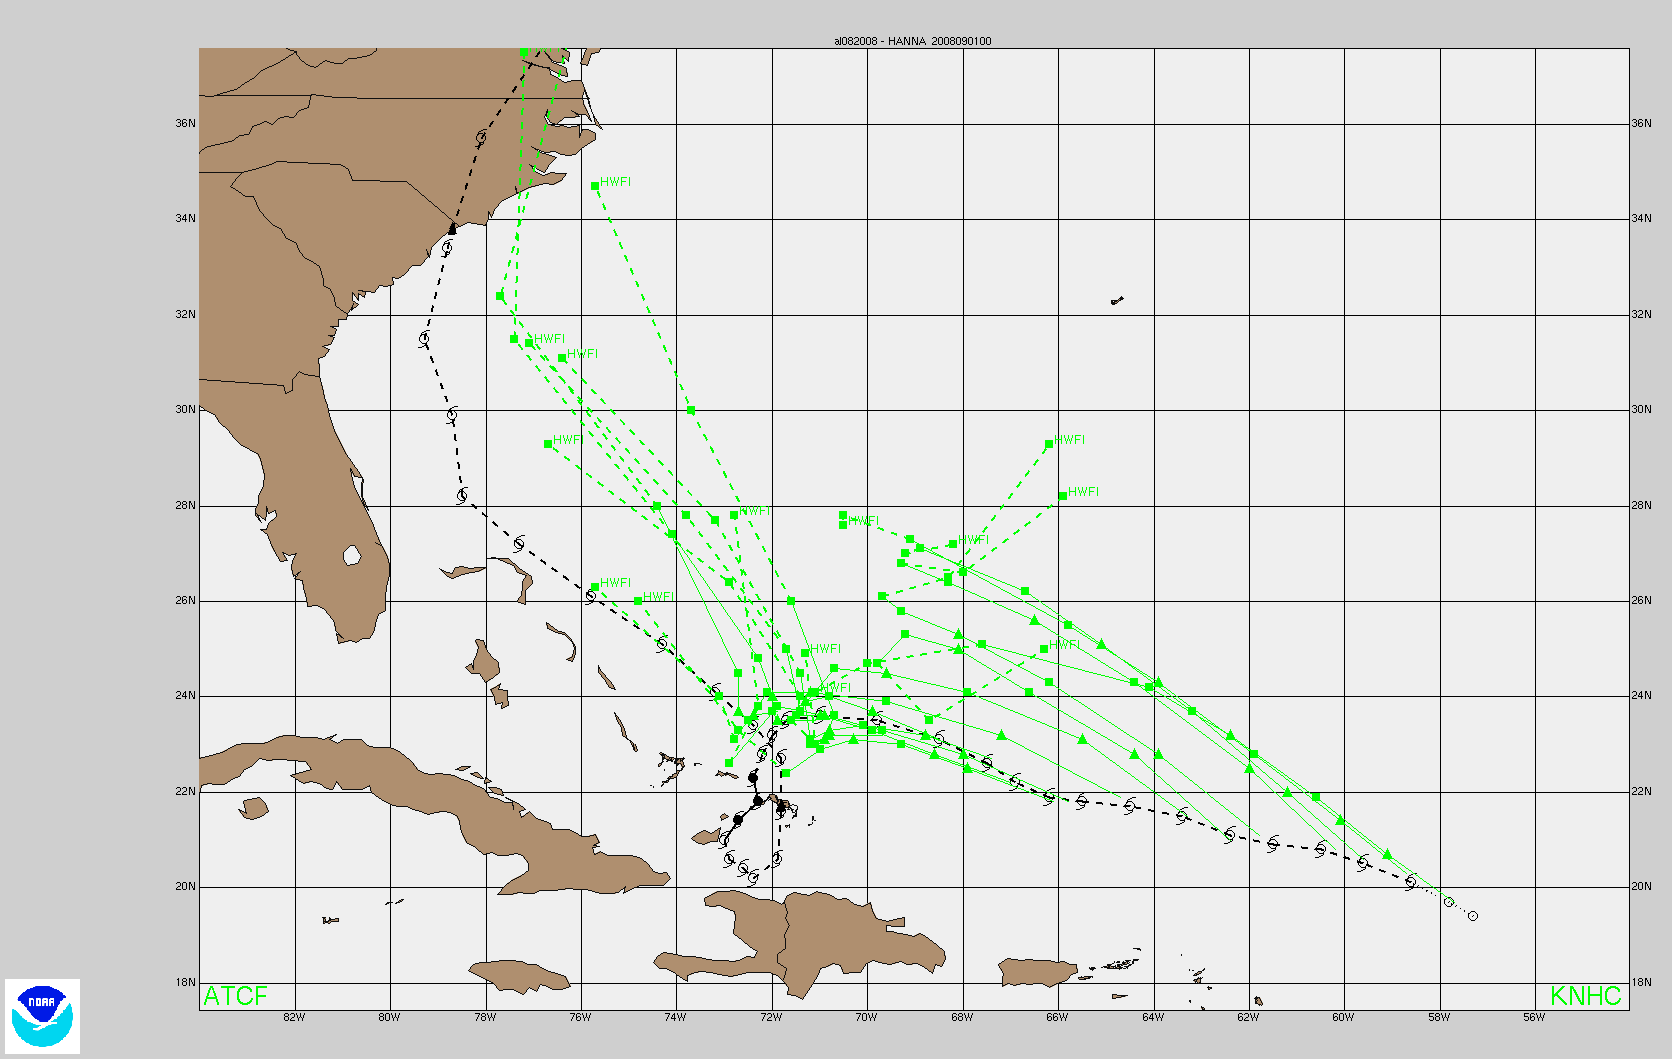 al082008 - HANNA 2008090100
36N 36N
HWFI
34N 34N
32N 32N
HWFI
HWFI
30N 30N
HWFI HWFI
HWFI
28N 28N
HWFI
HWFI
HWFI
HWFI
26N HWFI 26N
HWFI
HWFI
HWFI
24N 24N
22N 22N
20N 20N
18N 18N
ATCF KNHC
NOAA
82W 80W 78W 76W 74W 72W 70W 68W 66W 64W 62W 60W 58W 56W